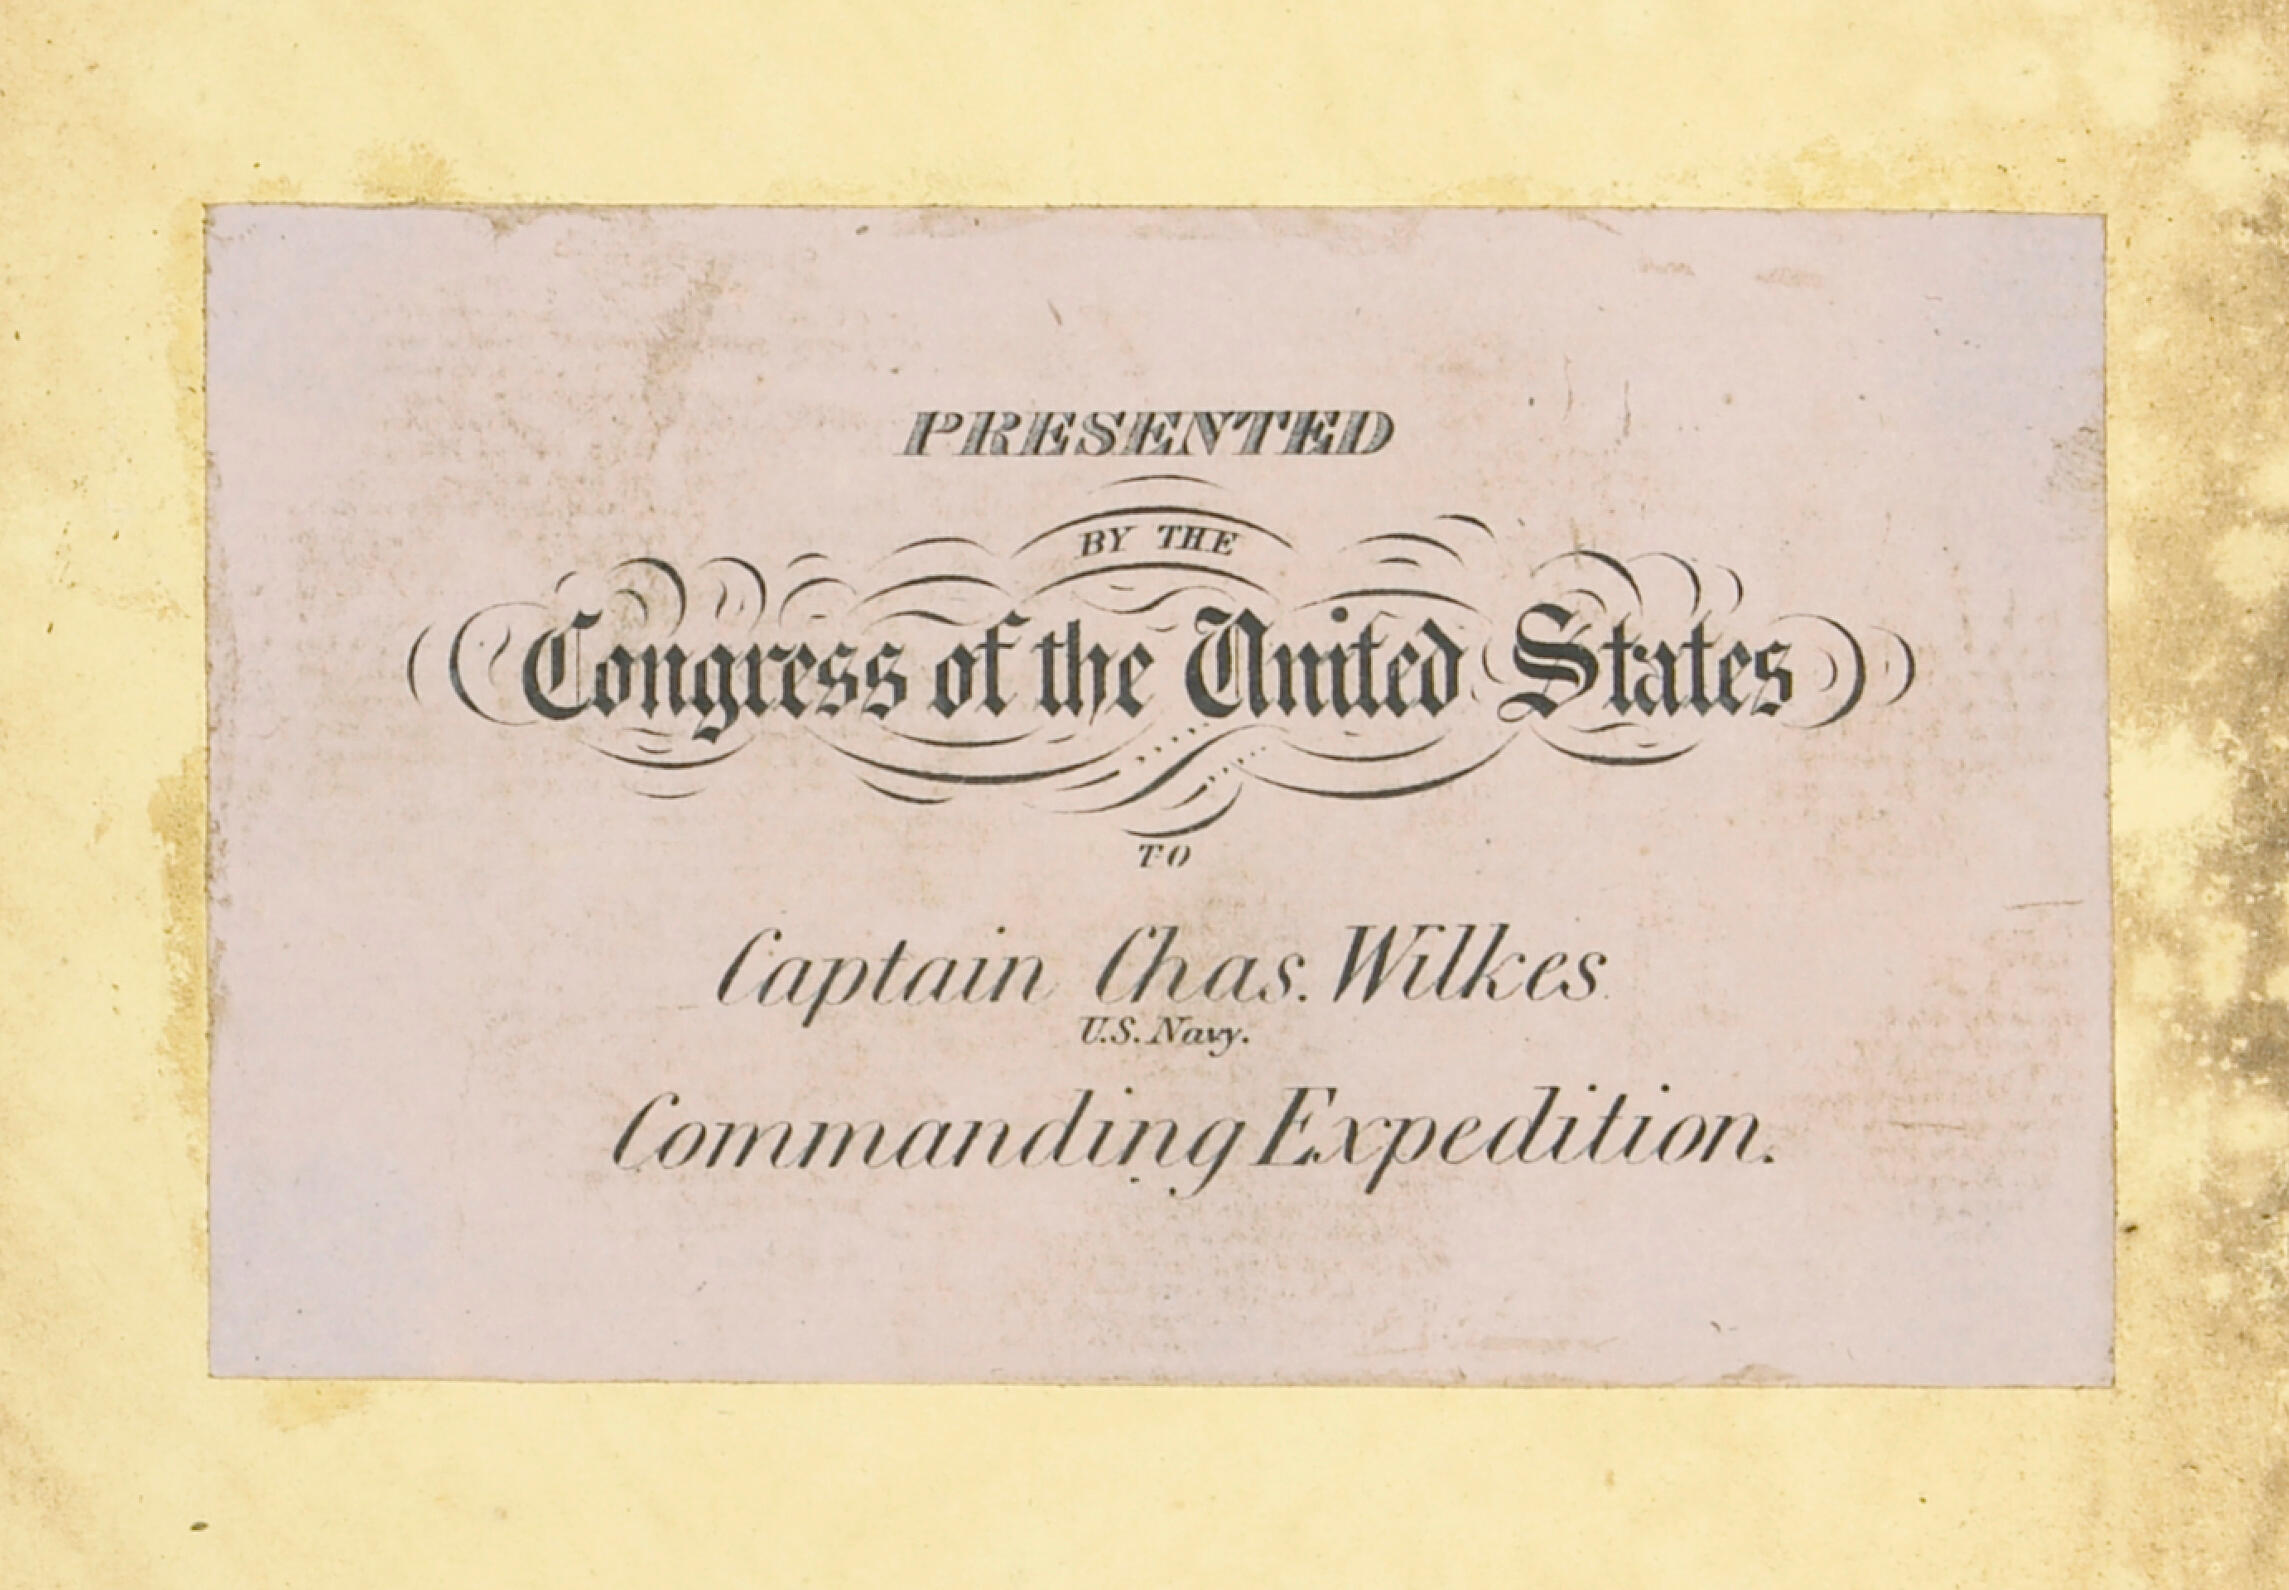 PRESENTED
BY THE
Congress of the United States
TO
Captain Chas. Wilkes
U.S. Navy.
Commanding Expedition.